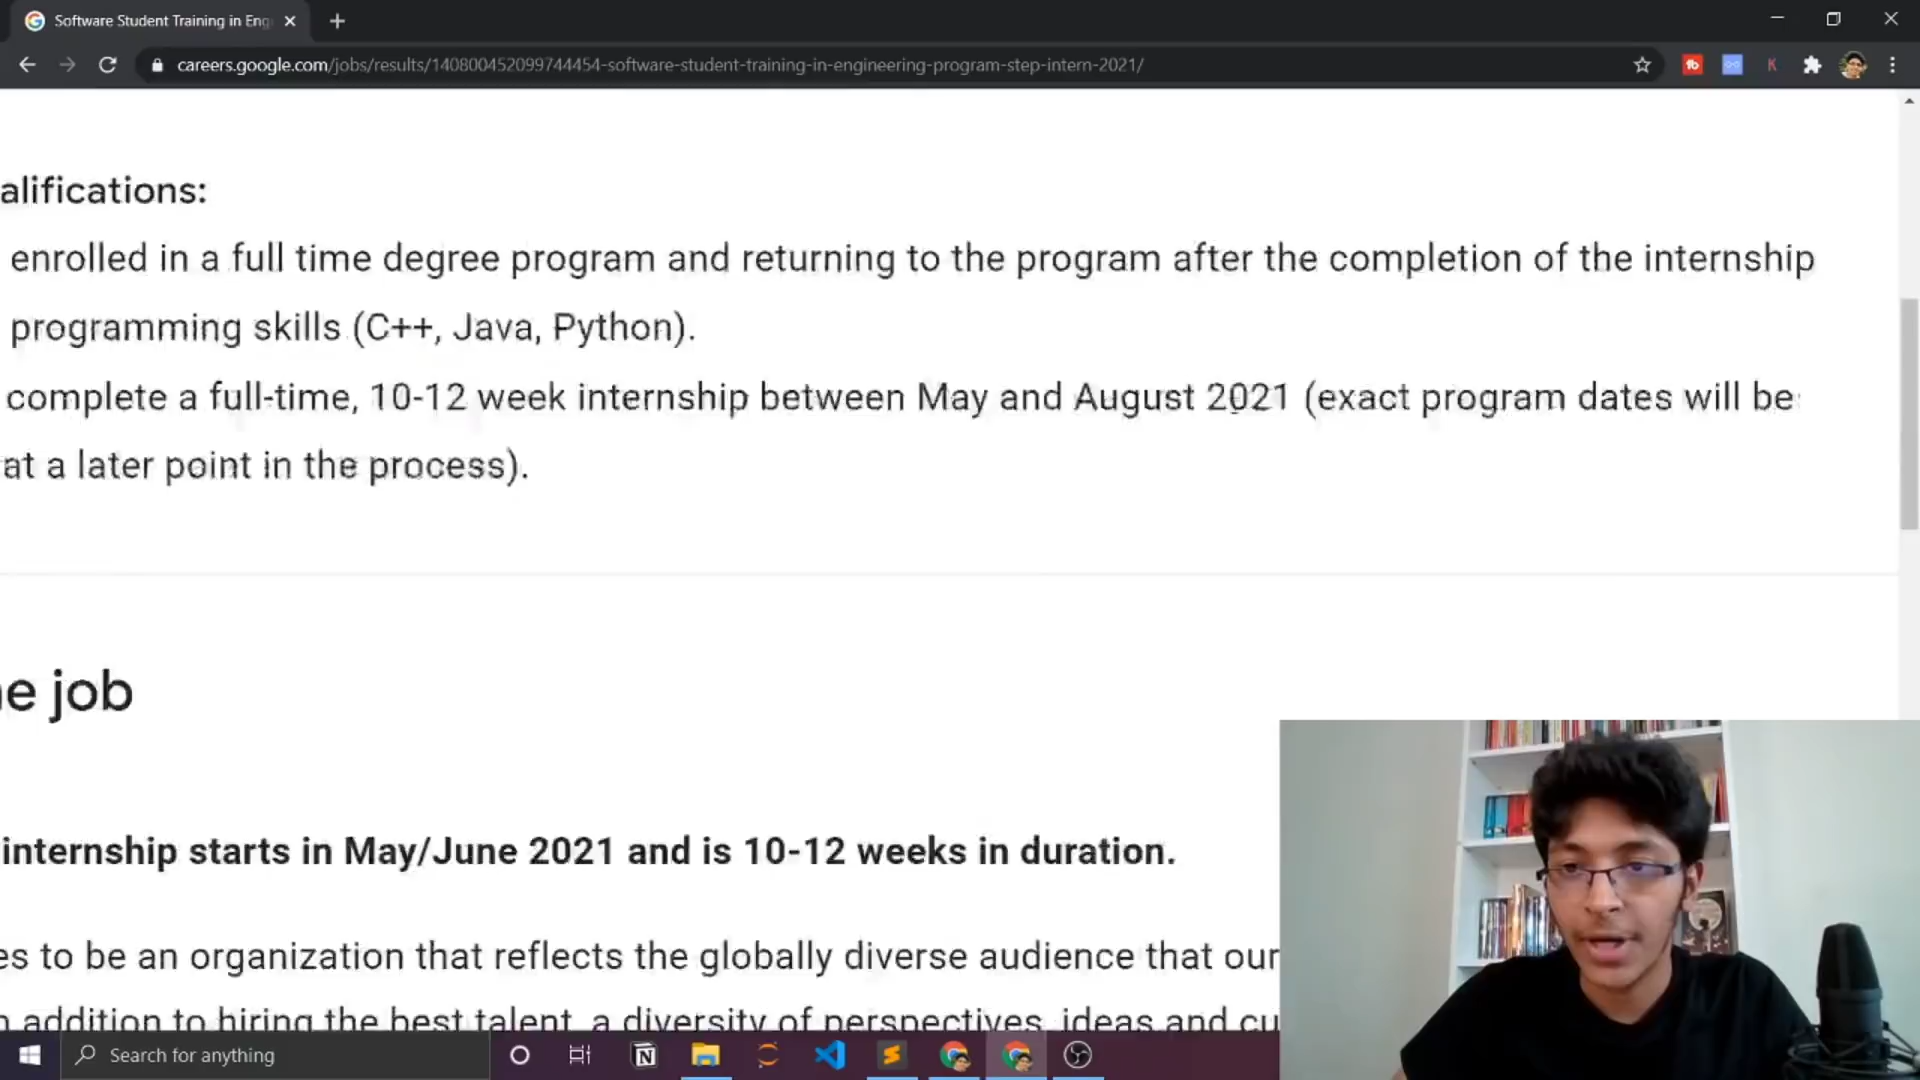 Software Student Training in Eng
careers.google.com/jobs/results/140800452099744454-software-student-training-in-engineering-program-step-intern-2021/
alifications:
enrolled in a full time degree program and returning to the program after the completion of the internship
programming skills (C++, Java, Python).
complete a full-time, 10-12 week internship between May and August 2021 (exact program dates will be
at a later point in the process).
e job
internship starts in May/June 2021 and is 10-12 weeks in duration.
es to be an organization that reflects the globally diverse audience that our
n addition to hiring the best talent, a diversity of perspectives, ideas and cu
Search for anything